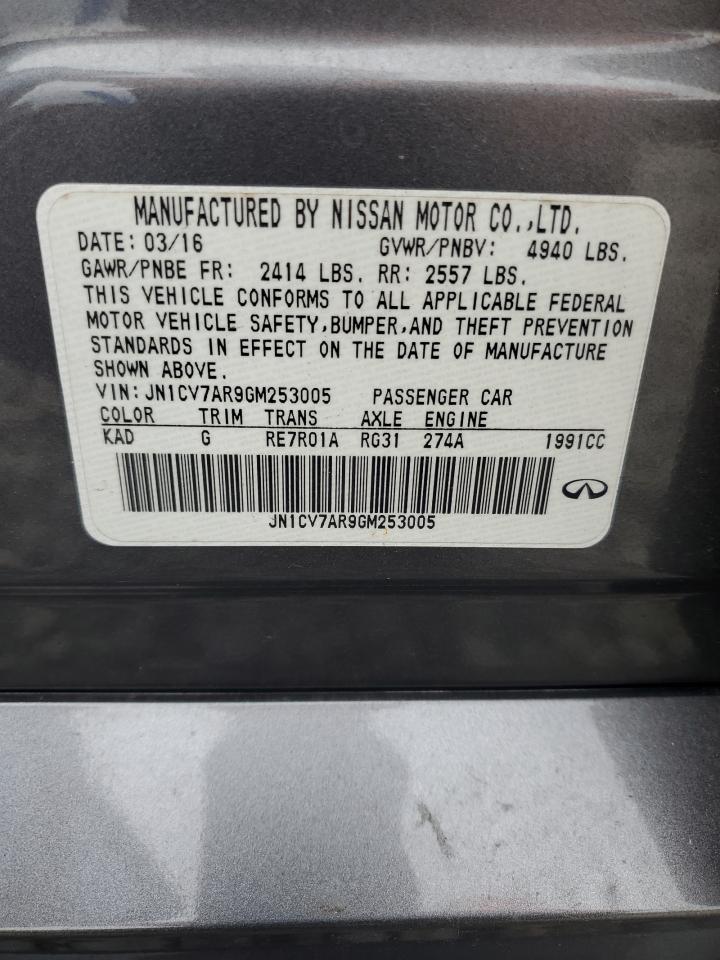 MANUFACTURED BY NISSAN MOTOR CO.,LTD.
DATE: 03/16 GVWR/PNBV: 4940 LBS.
GAWR/PNBE FR: 2414 LBS. RR: 2557 LBS.
THIS VEHICLE CONFORMS TO ALL APPLICABLE FEDERAL
MOTOR VEHICLE SAFETY,BUMPER,AND THEFT PREVENTION
STANDARDS IN EFFECT ON THE DATE OF MANUFACTURE
SHOWN ABOVE.
VIN:JN1CV7AR9GM253005 PASSENGER CAR
COLOR TRIM TRANS AXLE ENGINE
KAD G RE7R01A RG31 274A 1991CC
JN1CV7AR9GM253005